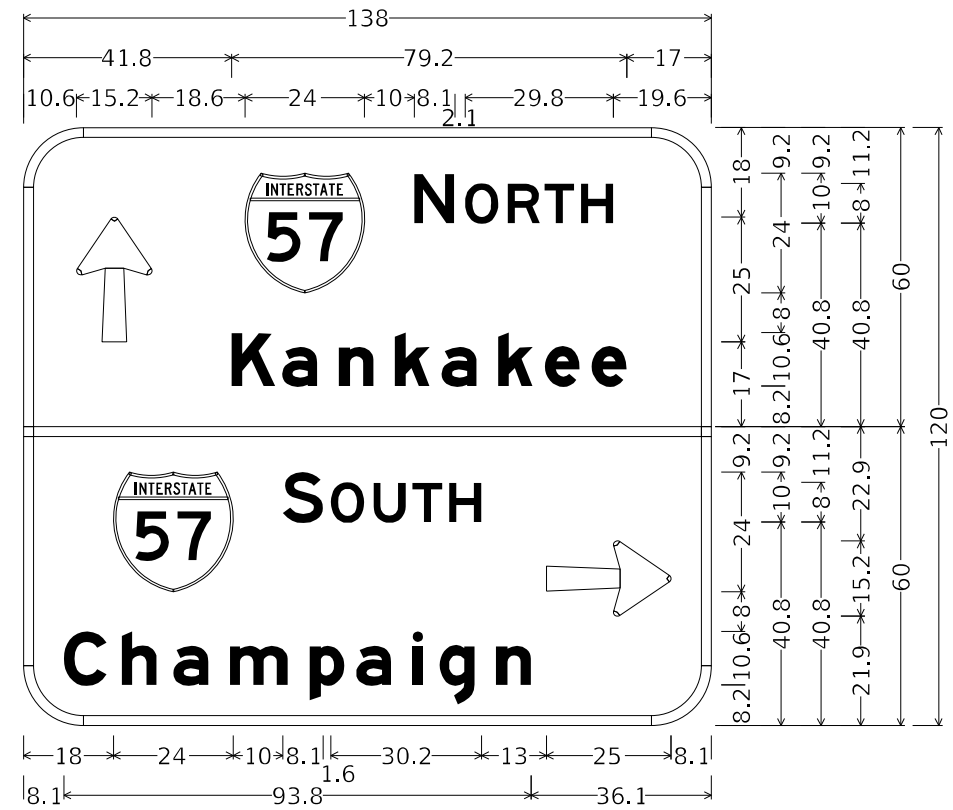 138
41.8 79.2 17
10.6 15.2 18.6 24 10 8.1 29.8 19.6
2.1
INTERSTATE
57
NORTH
Kankakee
INTERSTATE
57
SOUTH
Champaign
18 25 17
9.2 24 8 10.6 8.2
9.2 10 40.8
11.2 8 40.8
60
120
9.2 24 8 10.6 8.2
9.2 10 40.8
11.2 8 40.8
22.9 15.2 21.9
60
18 24 10 8.1 30.2 13 25 8.1
1.6
8.1 93.8 36.1